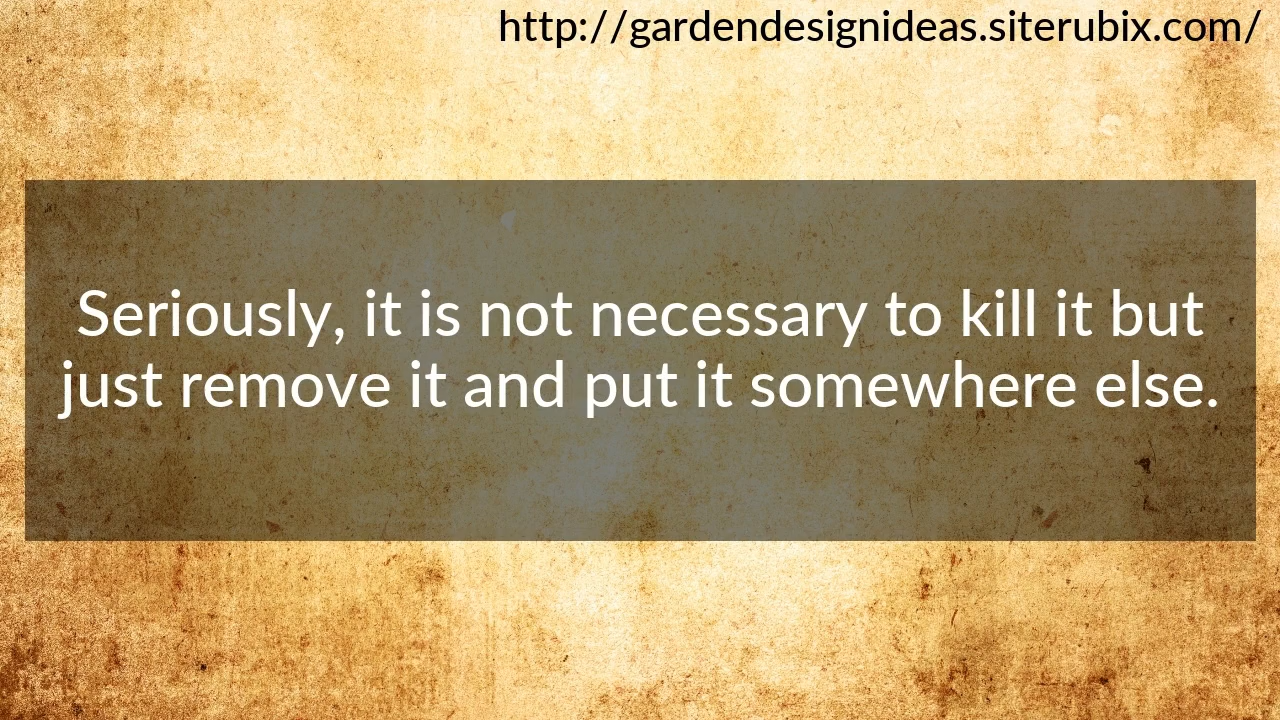 http://gardendesignideas.siterubix.com/
Seriously, it is not necessary to kill it but
just remove it and put it somewhere else.